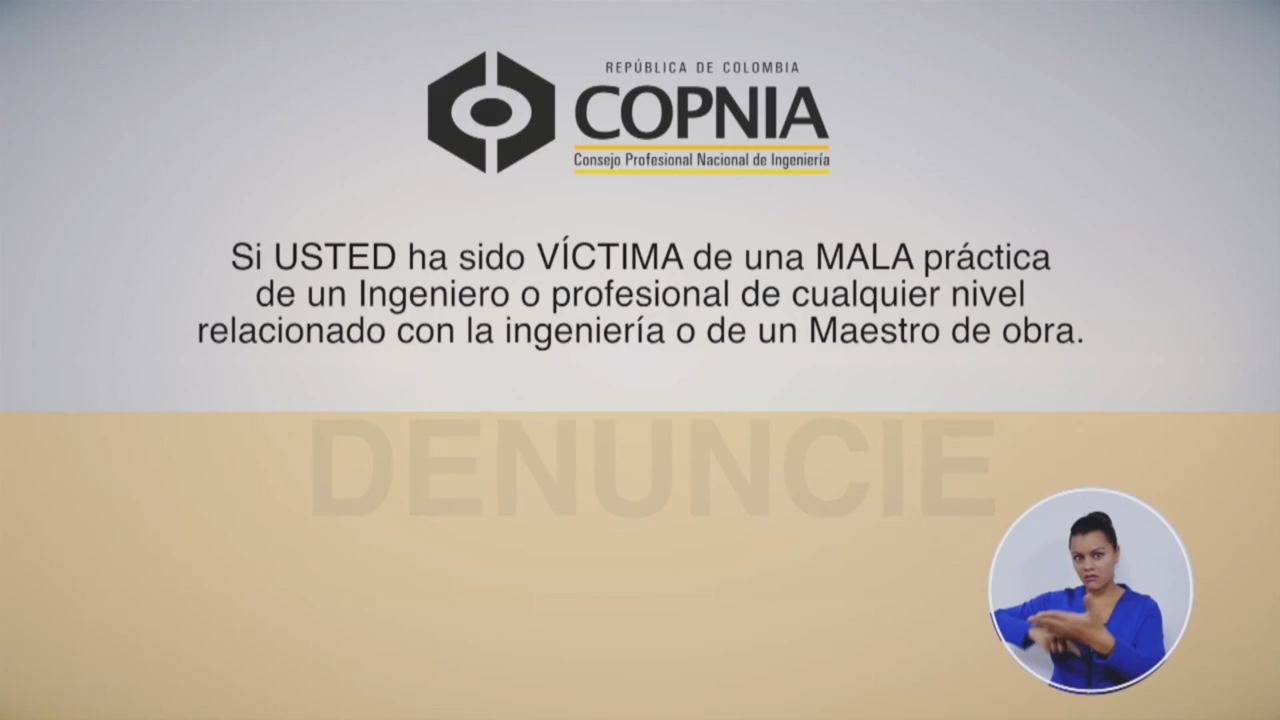 REPÚBLICA DE COLOMBIA
COPNIA
Consejo Profesional Nacional de Ingeniería
Si USTED ha sido VÍCTIMA de una MALA práctica
de un Ingeniero o profesional de cualquier nivel
relacionado con la ingeniería o de un Maestro de obra.
DENUNCIE